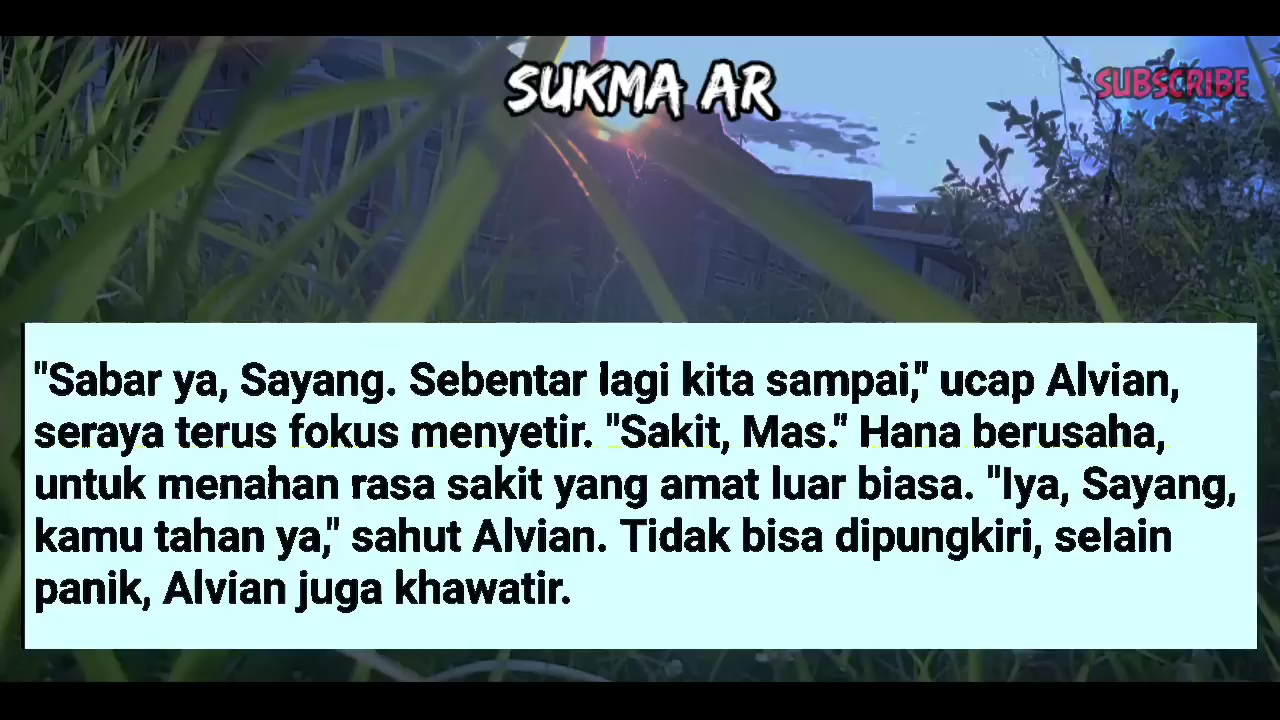 SUKMA AR
SUBSCRIBE
"Sabar ya, Sayang. Sebentar lagi kita sampai," ucap Alvian,
seraya terus fokus menyetir. "Sakit, Mas." Hana berusaha,
untuk menahan rasa sakit yang amat luar biasa. "Iya, Sayang,
kamu tahan ya," sahut Alvian. Tidak bisa dipungkiri, selain
panik, Alvian juga khawatir.